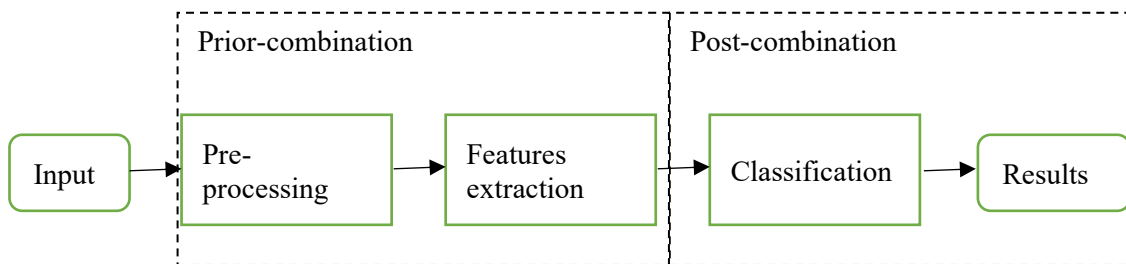 Prior-combination
Post-combination
Input
Pre-
processing
Features
extraction
Classification
Results